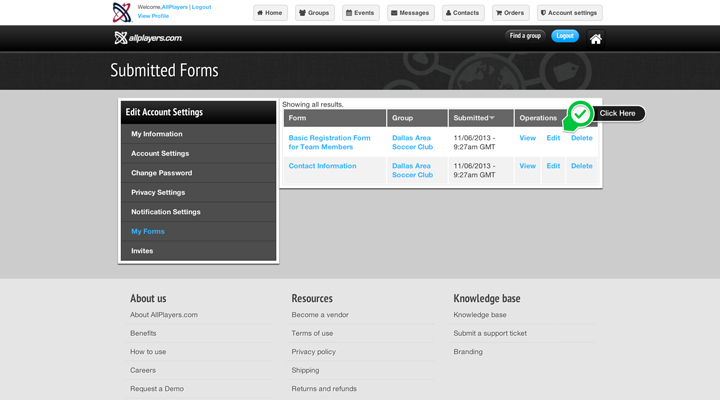 Welcome,AllPlayers | Logout
View Profile
Home
Groups
Events
Messages
Contacts
Orders
Account settings
allplayers.com
Find a group
Logout
Submitted Forms
Edit Account Settings
My Information
Account Settings
Change Password
Privacy Settings
Notification Settings
My Forms
Invites
Showing all results.
Form Group Submitted Operations
Click Here
Basic Registration Form
for Team Members
Dallas Area
Soccer Club
11/06/2013 -
9:27am GMT
View Edit Delete
Contact Information
Dallas Area
Soccer Club
11/06/2013 -
9:27am GMT
View Edit Delete
About us
About AllPlayers.com
Benefits
How to use
Careers
Request a Demo
Resources
Become a vendor
Terms of use
Privacy policy
Shipping
Returns and refunds
Knowledge base
Knowledge base
Submit a support ticket
Branding